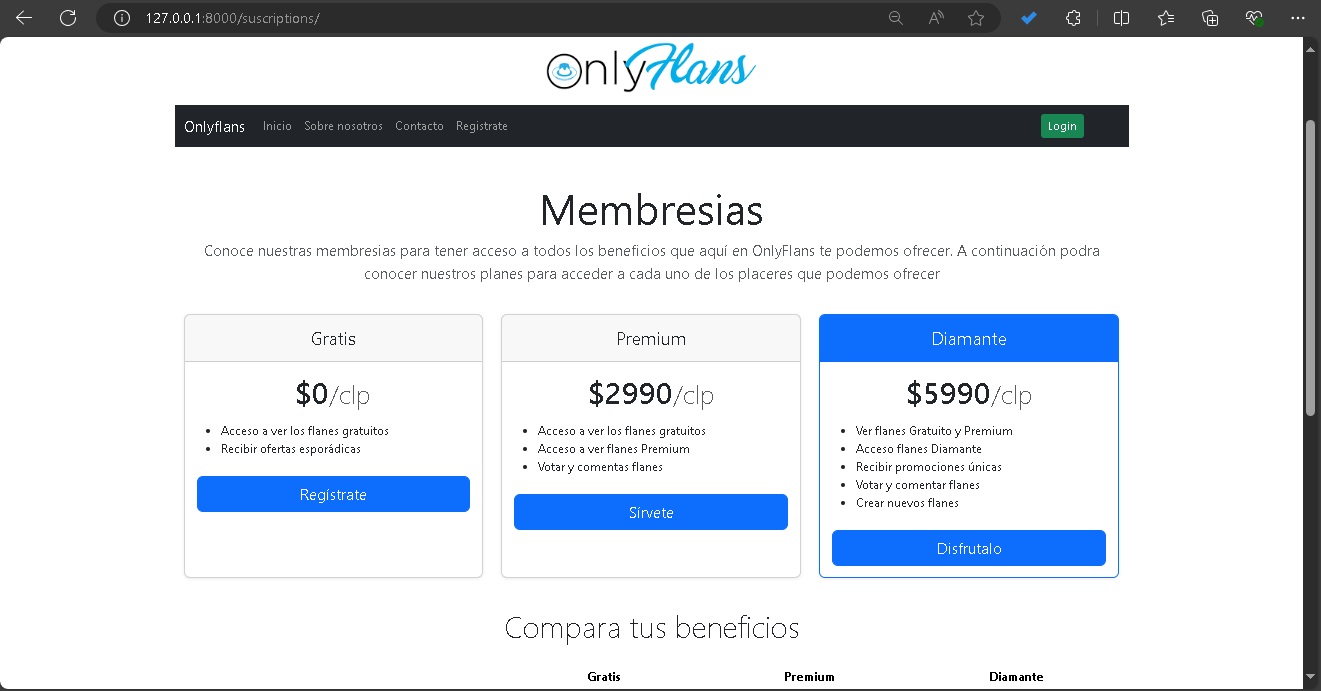 127.0.0.1:8000/suscriptions/
OnlyFlans
Onlyflans Inicio Sobre nosotros Contacto Registrate Login
Membresias
Conoce nuestras membresias para tener acceso a todos los beneficios que aquí en OnlyFlans te podemos ofrecer. A continuación podra
conocer nuestros planes para acceder a cada uno de los placeres que podemos ofrecer
Gratis
$0/clp
Acceso a ver los flanes gratuitos
Recibir ofertas esporádicas
Regístrate
Premium
$2990/clp
Acceso a ver los flanes gratuitos
Acceso a ver flanes Premium
Votar y comentas flanes
Sírvete
Diamante
$5990/clp
Ver flanes Gratuito y Premium
Acceso flanes Diamante
Recibir promociones únicas
Votar y comentar flanes
Crear nuevos flanes
Disfrutalo
Compara tus beneficios
Gratis Premium Diamante